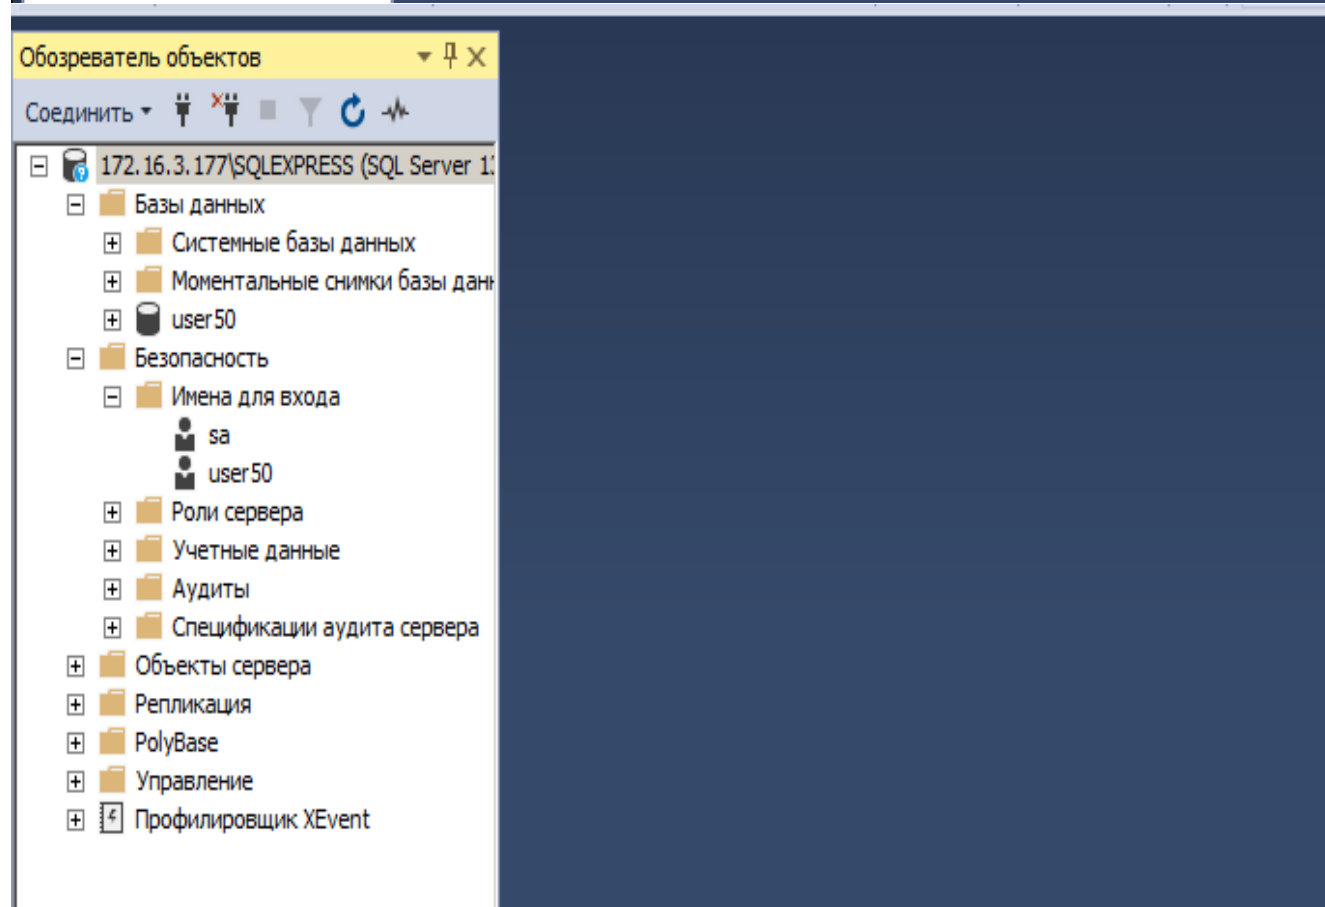 Обозреватель объектов
Соединить
172.16.3.177\SQLEXPRESS (SQL Server
Базы данных
Системные базы данных
Моментальные снимки базы
user50
Безопасность
Имена для входа
sa
user50
Роли сервера
Учетные данные
Аудиты
Спецификации аудита сервера
Объекты сервера
Репликация
PolyBase
Управление
Профилировщик XEvent